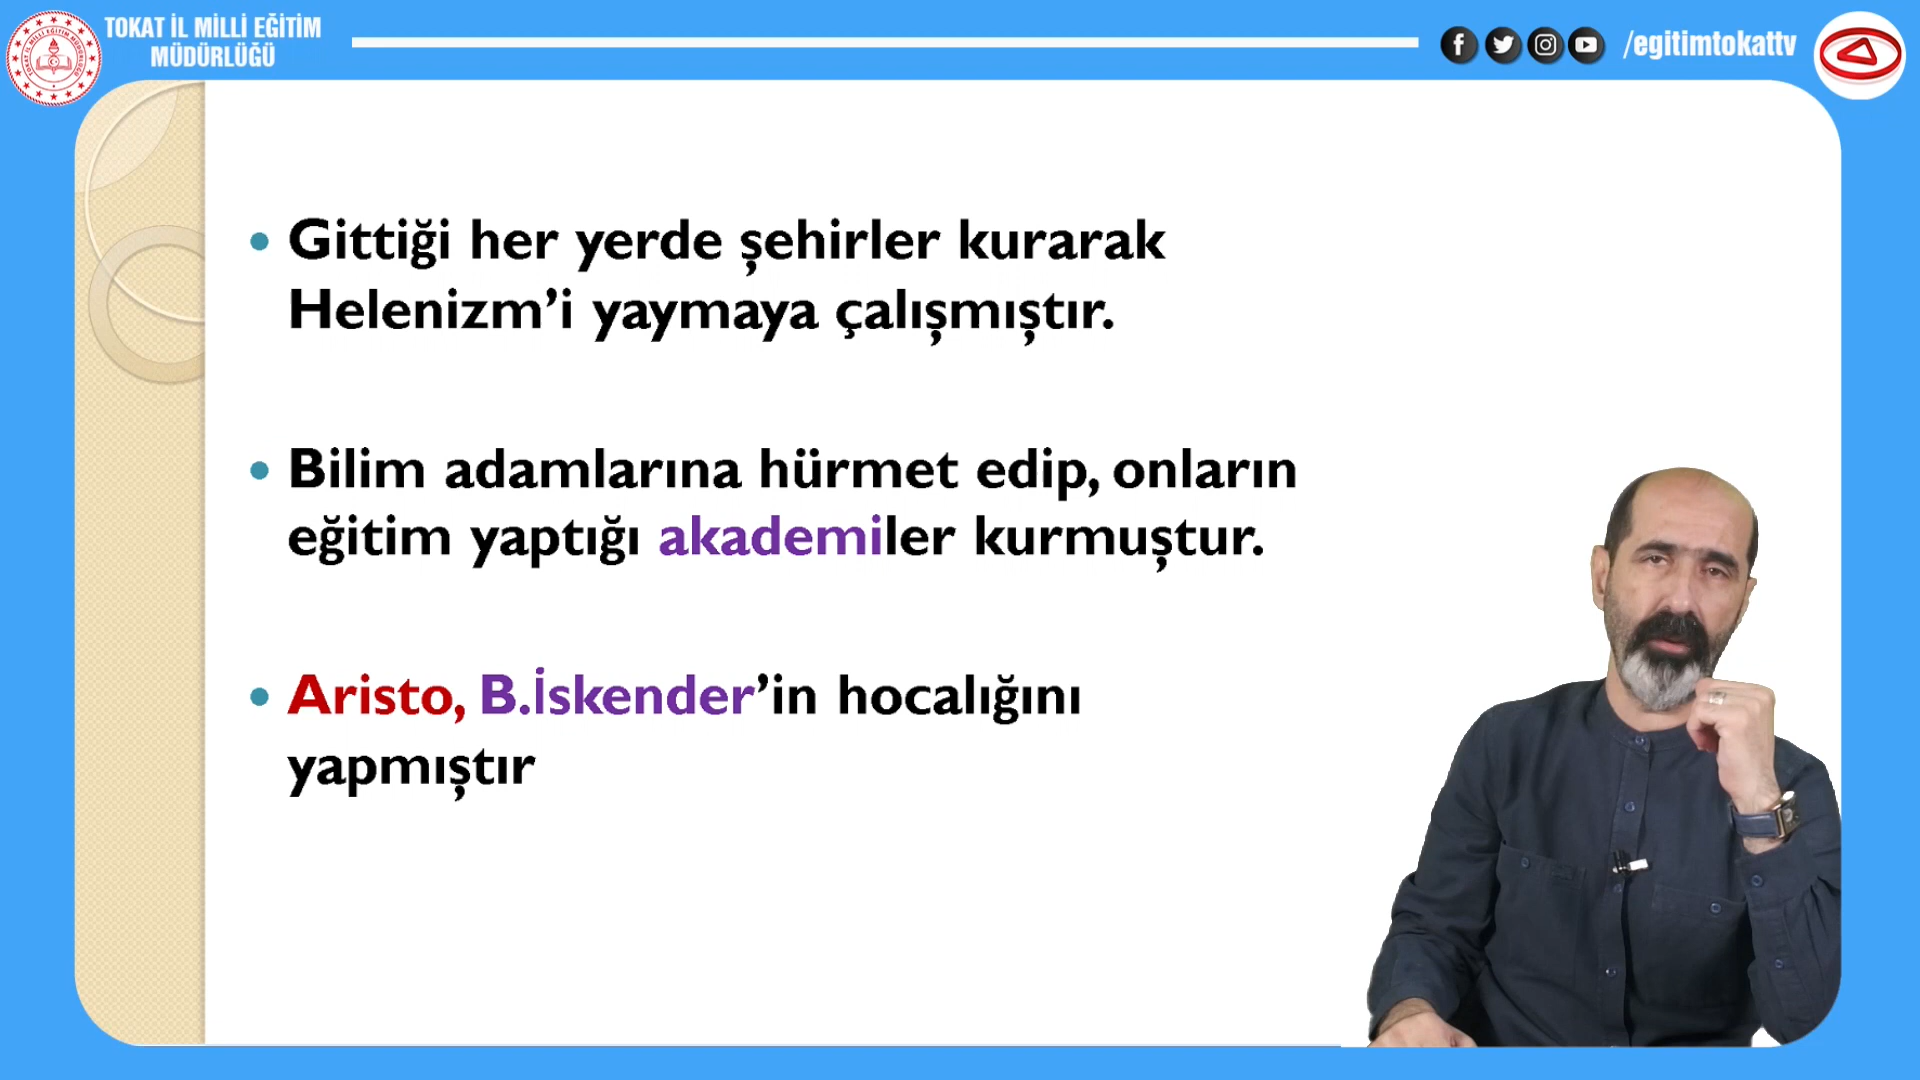 TOKAT İL MİLLİ EĞİTİM
MÜDÜRLÜĞÜ
/egitimtokattv
• Gittiği her yerde şehirler kurarak
Helenizm’i yaymaya çalışmıştır.
• Bilim adamlarına hürmet edip, onların
eğitim yaptığı akademiler kurmuştur.
• Aristo, B.İskender’in hocalığını
yapmıştır